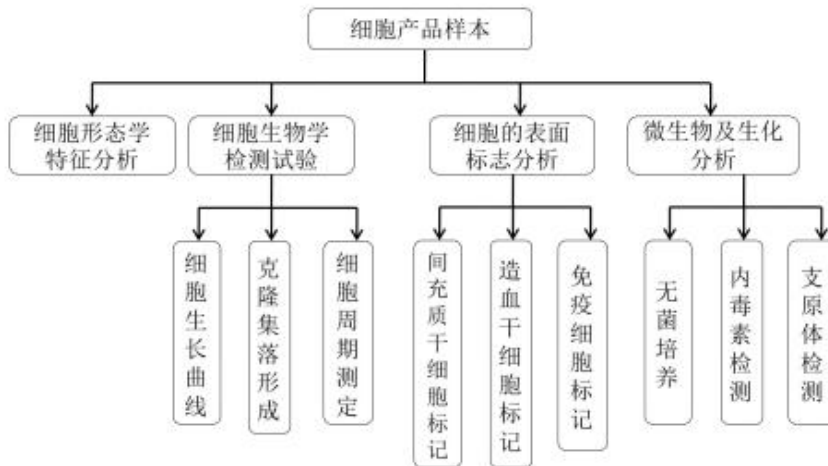 细胞产品样本
细胞形态学
特征分析
细胞生物学
检测试验
细胞的表面
标志分析
微生物及生化
分析
细胞生长曲线
克隆集落形成
细胞周期测定
间充质干细胞标记
造血干细胞标记
免疫细胞标记
无菌培养
内毒素检测
支原体检测